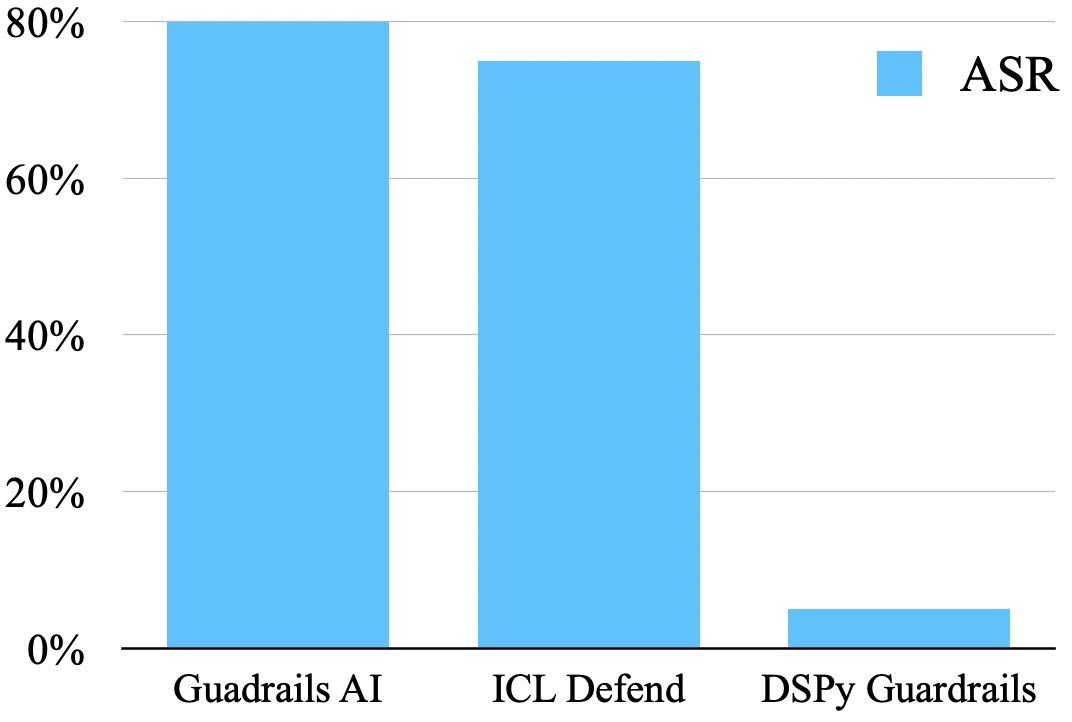 80%
ASR
60%
40%
20%
0%
Guadrails AI
ICL Defend
DSPy Guardrails